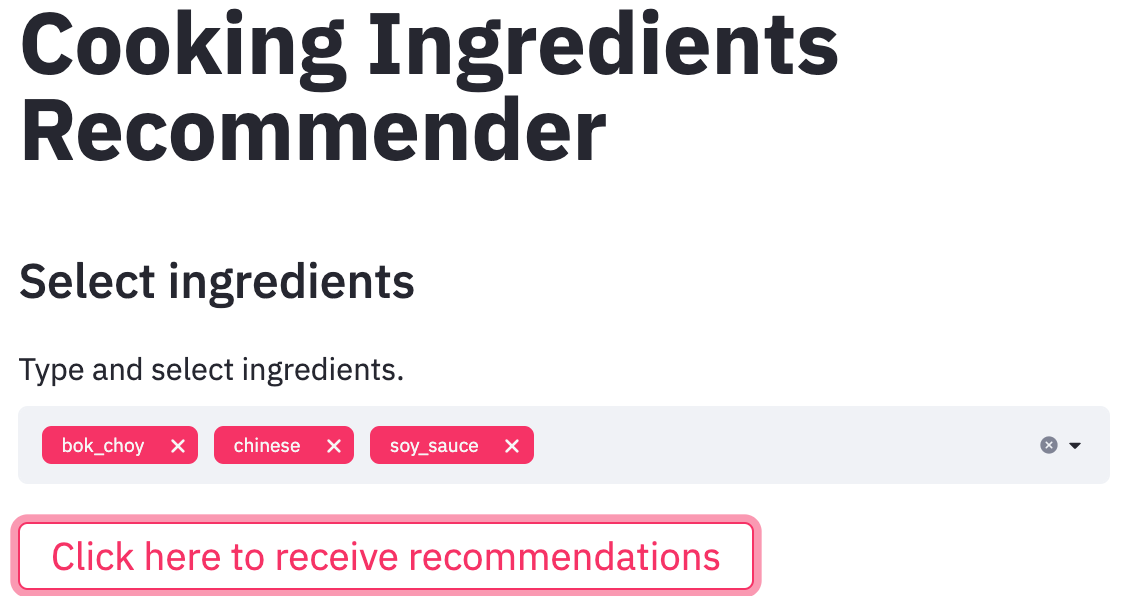 Cooking Ingredients
Recommender
Select ingredients
Type and select ingredients.
bok_choy chinese soy_sauce
Click here to receive recommendations